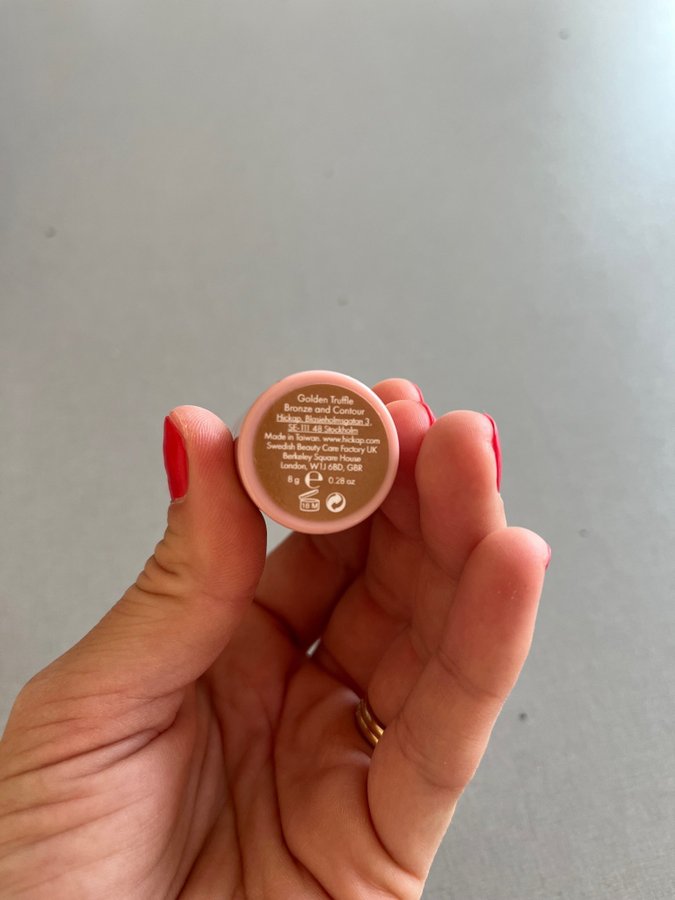 Golden Truffle
Bronze and Contour
Hickap, Blasieholmsgatan 3,
SE-111 48 Stockholm
Made in Taiwan. www.hickap.com
Swedish Beauty Care Factory UK
Berkeley Square House
London, W1J 6BD, GBR
8 g e 0.28 oz
18 M